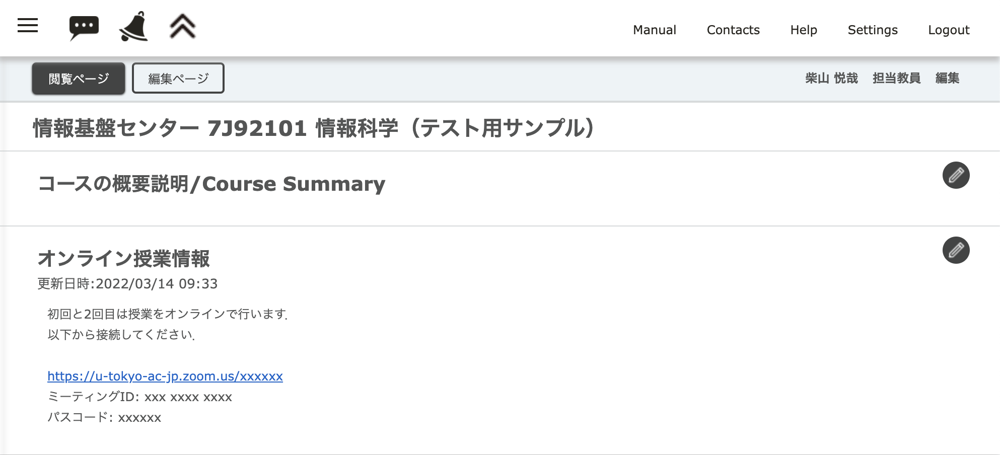 Manual Contacts Help Settings Logout
閲覧ページ 編集ページ 柴山 悦哉 担当教員 編集
情報基盤センター 7J92101 情報科学（テスト用サンプル）
コースの概要説明/Course Summary
オンライン授業情報
更新日時:2022/03/14 09:33
初回と2回目は授業をオンラインで行います.
以下から接続してください.
https://u-tokyo-ac-jp.zoom.us/xxxxxx
ミーティングID: xxx xxxx xxxx
パスコード: xxxxxx